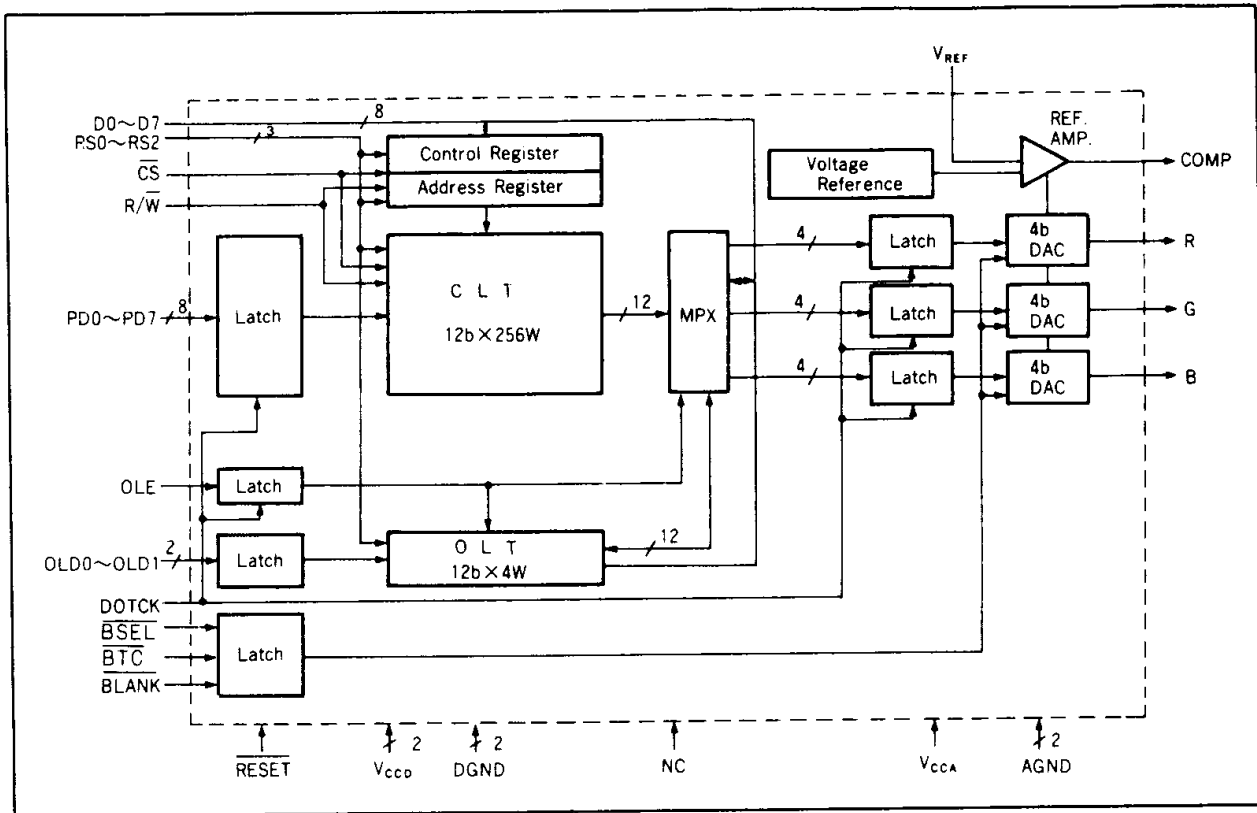 V_REF
D0~D7
8
RS0~RS2
3
REF.
AMP.
Control Register
CS
COMP
Voltage
Reference
Address Register
R/W
4
Latch
4b
DAC
R
C L T
12b×256W
12
MPX
PD0~PD7
8
Latch
4
Latch
4b
DAC
G
4
Latch
4b
DAC
B
OLE
Latch
12
O L T
12b×4W
OLD0~OLD1
2
Latch
DOTCK
BSEL
BTC
BLANK
Latch
RESET
V_CCD
2
DGND
2
NC
V_CCA
AGND
2